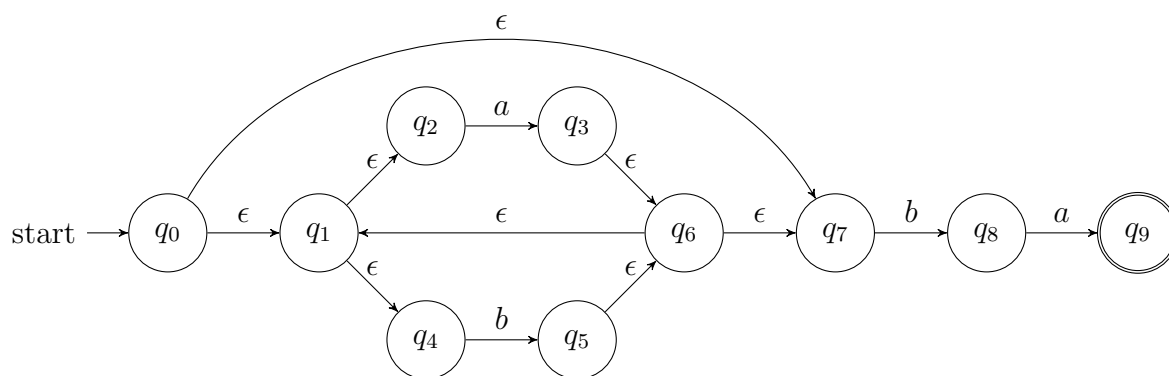 ϵ
q₂ a q₃
ϵ ϵ
start q₀ ϵ q₁ ϵ q₆ ϵ q₇ b q₈ a q₉
ϵ ϵ
q₄ b q₅